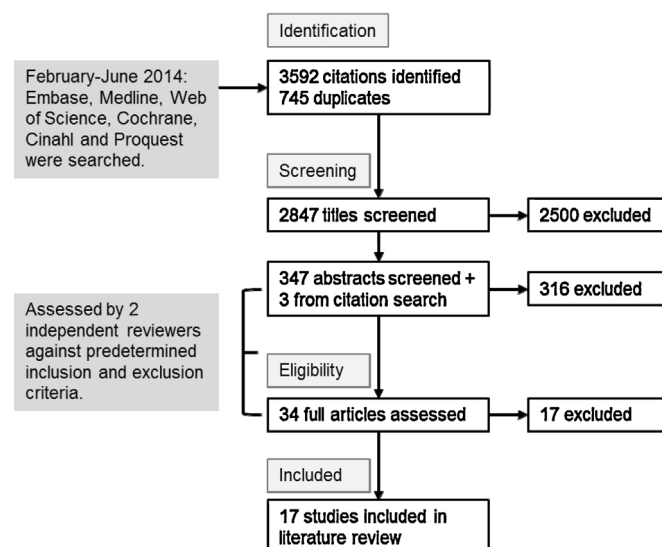 Identification
February-June 2014:
Embase, Medline, Web
of Science, Cochrane,
Cinahl and Proquest
were searched.
3592 citations identified
745 duplicates
Screening
2847 titles screened
2500 excluded
347 abstracts screened +
3 from citation search
316 excluded
Assessed by 2
independent reviewers
against predetermined
inclusion and exclusion
criteria.
Eligibility
34 full articles assessed
17 excluded
Included
17 studies included in
literature review